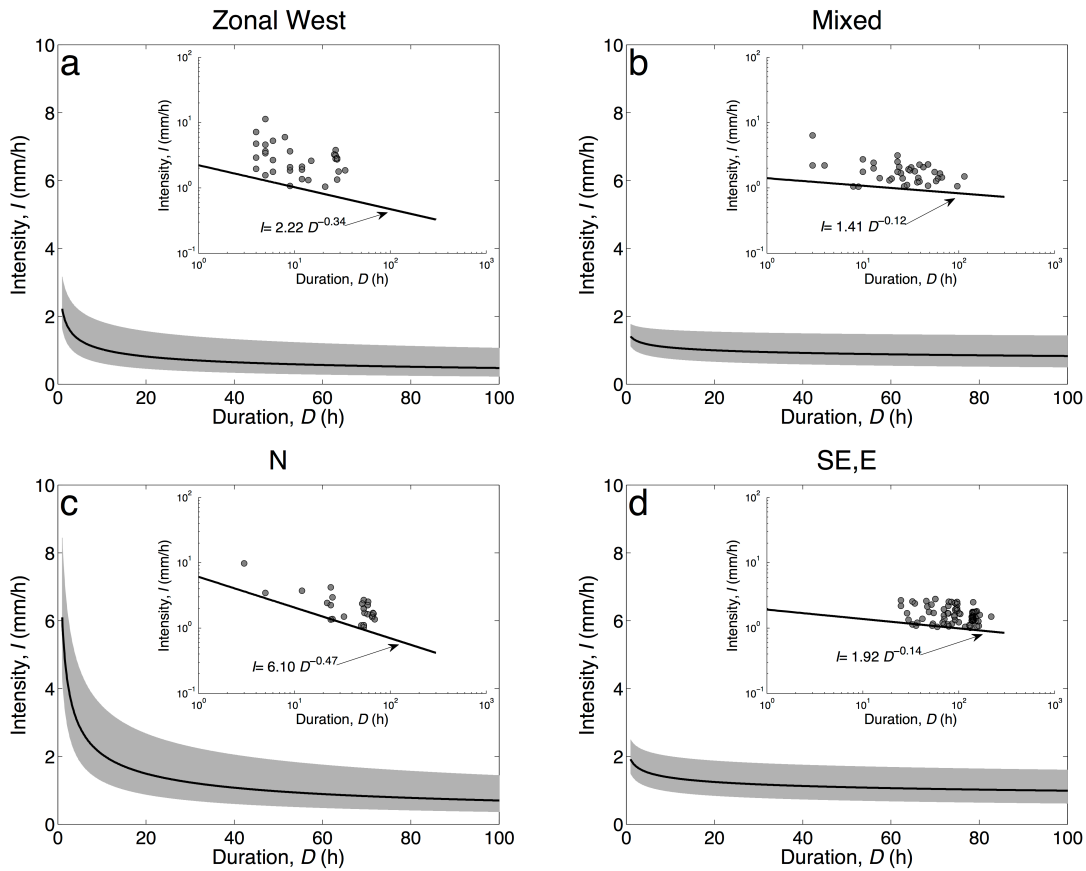 Zonal West
a
Intensity, I (mm/h)
10
8
6
4
2
0
0 20 40 60 80 100
Duration, D (h)
Intensity, I (mm/h)
10²
10¹
10⁰
10⁻¹
10⁰ 10¹ 10² 10³
Duration, D (h)
I= 2.22 D⁻⁰·³⁴
Mixed
b
Intensity, I (mm/h)
10
8
6
4
2
0
0 20 40 60 80 100
Duration, D (h)
Intensity, I (mm/h)
10²
10¹
10⁰
10⁻¹
10⁰ 10¹ 10² 10³
Duration, D (h)
I= 1.41 D⁻⁰·¹²
N
c
Intensity, I (mm/h)
10
8
6
4
2
0
0 20 40 60 80 100
Duration, D (h)
Intensity, I (mm/h)
10²
10¹
10⁰
10⁻¹
10⁰ 10¹ 10² 10³
Duration, D (h)
I= 6.10 D⁻⁰·⁴⁷
SE,E
d
Intensity, I (mm/h)
10
8
6
4
2
0
0 20 40 60 80 100
Duration, D (h)
Intensity, I (mm/h)
10²
10¹
10⁰
10⁻¹
10⁰ 10¹ 10² 10³
Duration, D (h)
I= 1.92 D⁻⁰·¹⁴